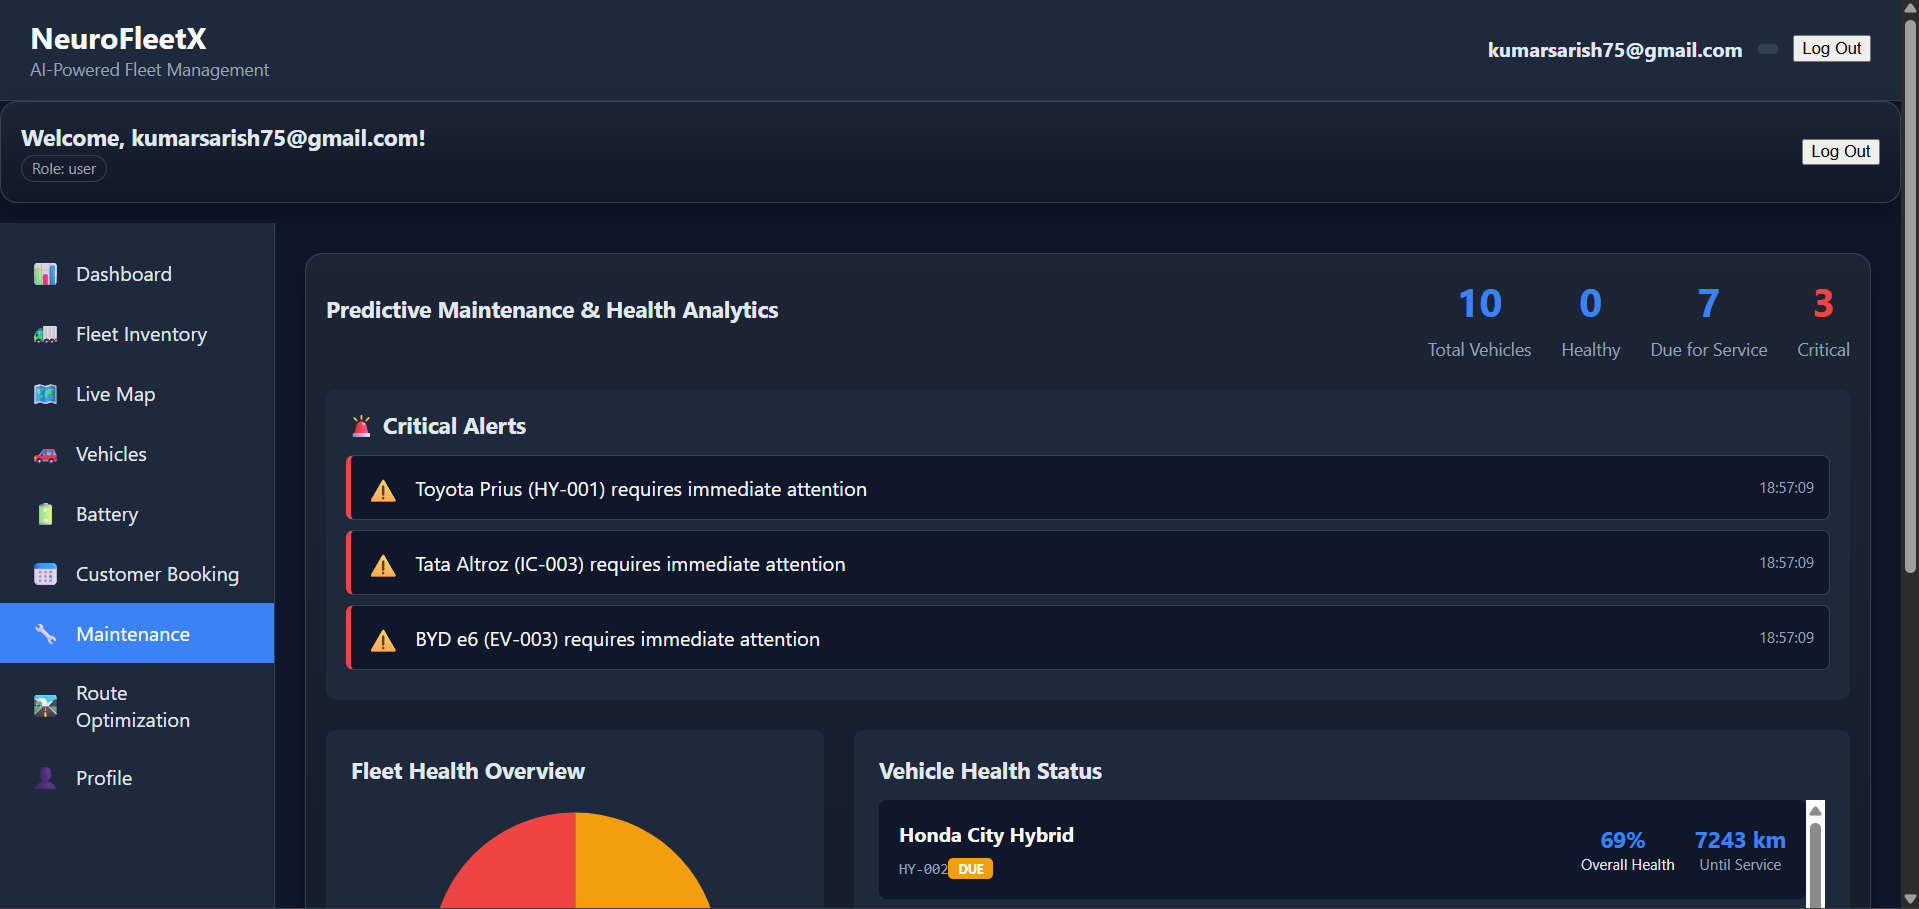 NeuroFleetX
AI-Powered Fleet Management
kumarsarish75@gmail.com
Log Out
Welcome, kumarsarish75@gmail.com!
Role: user
Log Out
Dashboard
Fleet Inventory
Live Map
Vehicles
Battery
Customer Booking
Maintenance
Route
Optimization
Profile
Predictive Maintenance & Health Analytics
10
Total Vehicles
0
Healthy
7
Due for Service
3
Critical
Critical Alerts
Toyota Prius (HY-001) requires immediate attention
18:57:09
Tata Altroz (IC-003) requires immediate attention
18:57:09
BYD e6 (EV-003) requires immediate attention
18:57:09
Fleet Health Overview
Vehicle Health Status
Honda City Hybrid
HY-002 DUE
69%
Overall Health
7243 km
Until Service